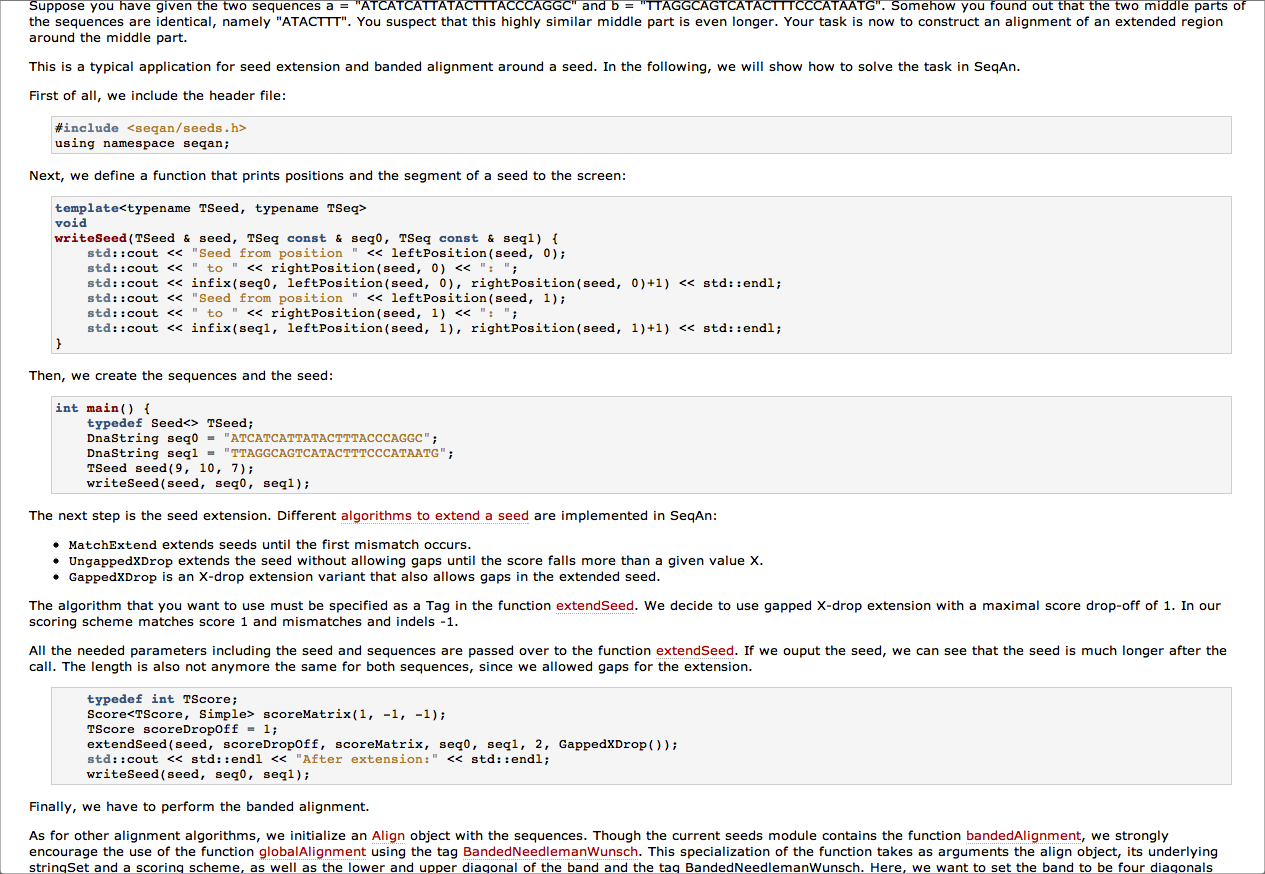 Suppose you have given the two sequences a = "ATCATCATTATACTTTACCCAGGC" and b = "TTAGGCAGTCATACTTTCCCATAATG". Somehow you found out that the two middle parts of
the sequences are identical, namely "ATACTTT". You suspect that this highly similar middle part is even longer. Your task is now to construct an alignment of an extended region
around the middle part.
This is a typical application for seed extension and banded alignment around a seed. In the following, we will show how to solve the task in SeqAn.
First of all, we include the header file:
#include <seqan/seeds.h>
using namespace seqan;
Next, we define a function that prints positions and the segment of a seed to the screen:
template<typename TSeed, typename TSeq>
void
writeSeed(TSeed & seed, TSeq const & seq0, TSeq const & seq1) {
    std::cout << "Seed from position " << leftPosition(seed, 0);
    std::cout << " to " << rightPosition(seed, 0) << ": ";
    std::cout << infix(seq0, leftPosition(seed, 0), rightPosition(seed, 0)+1) << std::endl;
    std::cout << "Seed from position " << leftPosition(seed, 1);
    std::cout << " to " << rightPosition(seed, 1) << ": ";
    std::cout << infix(seq1, leftPosition(seed, 1), rightPosition(seed, 1)+1) << std::endl;
}
Then, we create the sequences and the seed:
int main() {
    typedef Seed<> TSeed;
    DnaString seq0 = "ATCATCATTATACTTTACCCAGGC";
    DnaString seq1 = "TTAGGCAGTCATACTTTCCCATAATG";
    TSeed seed(9, 10, 7);
    writeSeed(seed, seq0, seq1);
The next step is the seed extension. Different algorithms to extend a seed are implemented in SeqAn:
• MatchExtend extends seeds until the first mismatch occurs.
• UngappedXDrop extends the seed without allowing gaps until the score falls more than a given value X.
• GappedXDrop is an X-drop extension variant that also allows gaps in the extended seed.
The algorithm that you want to use must be specified as a Tag in the function extendSeed. We decide to use gapped X-drop extension with a maximal score drop-off of 1. In our
scoring scheme matches score 1 and mismatches and indels -1.
All the needed parameters including the seed and sequences are passed over to the function extendSeed. If we ouput the seed, we can see that the seed is much longer after the
call. The length is also not anymore the same for both sequences, since we allowed gaps for the extension.
    typedef int TScore;
    Score<TScore, Simple> scoreMatrix(1, -1, -1);
    TScore scoreDropOff = 1;
    extendSeed(seed, scoreDropOff, scoreMatrix, seq0, seq1, 2, GappedXDrop());
    std::cout << std::endl << "After extension:" << std::endl;
    writeSeed(seed, seq0, seq1);
Finally, we have to perform the banded alignment.
As for other alignment algorithms, we initialize an Align object with the sequences. Though the current seeds module contains the function bandedAlignment, we strongly
encourage the use of the function globalAlignment using the tag BandedNeedlemanWunsch. This specialization of the function takes as arguments the align object, its underlying
stringSet and a scoring scheme, as well as the lower and upper diagonal of the band and the tag BandedNeedlemanWunsch. Here, we want to set the band to be four diagonals